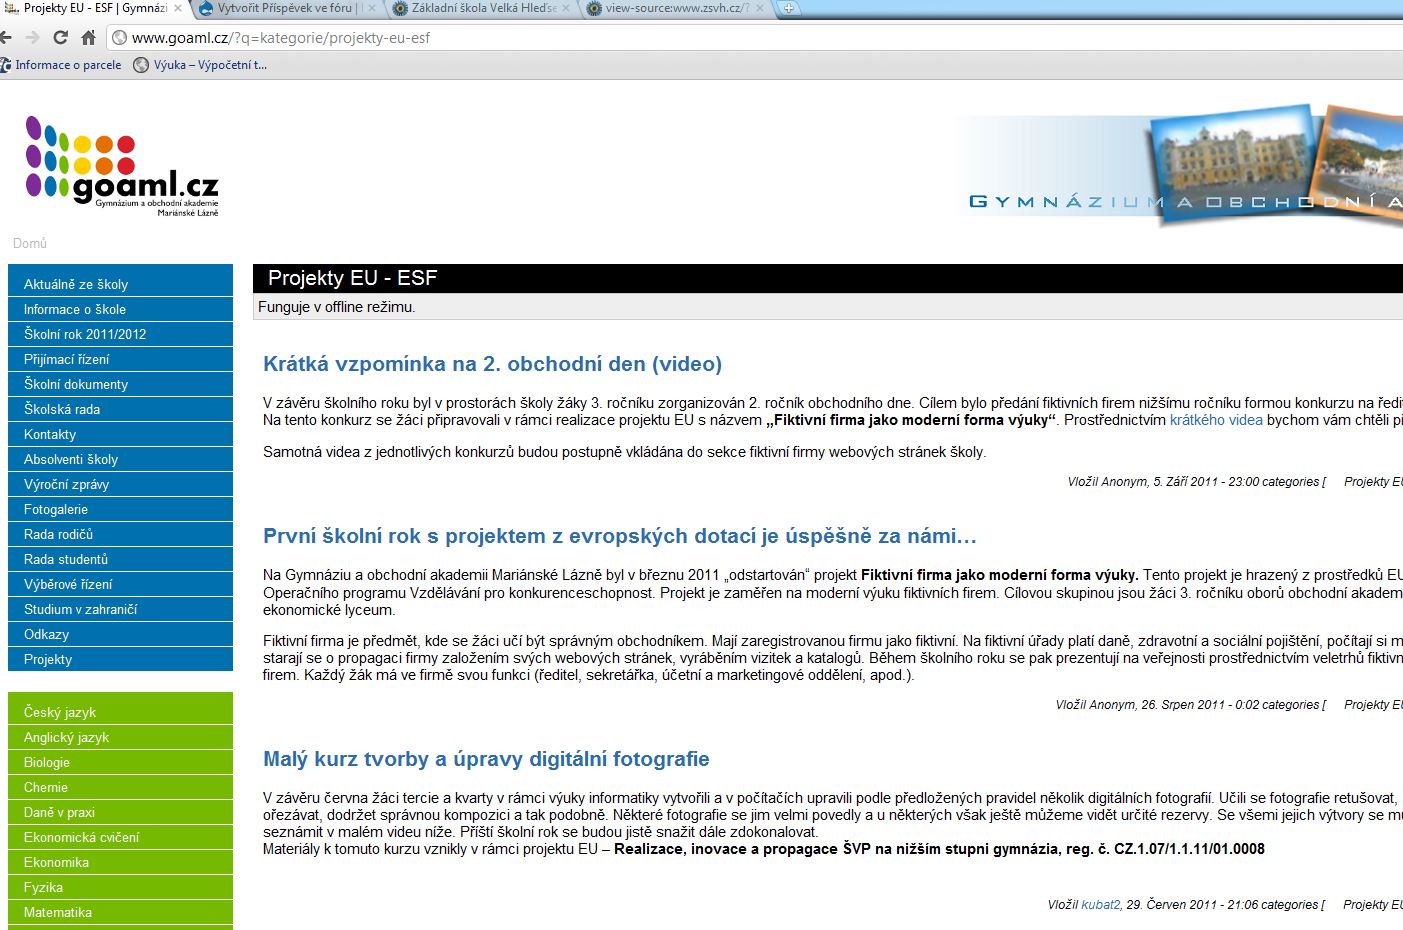 Projekty EU - ESF | Gymnázi
Vytvořit Příspěvek ve fóru |
Základní škola Velká Hleďse
view-source:www.zsvh.cz/?
www.goaml.cz/?q=kategorie/projekty-eu-esf
Informace o parcele
Výuka – Výpočetní t...
goaml.cz
Gymnázium a obchodní akademie
Mariánské Lázně
Gymnázium a obchodní a
Domů
Aktuálně ze školy
Informace o škole
Školní rok 2011/2012
Přijímací řízení
Školní dokumenty
Školská rada
Kontakty
Absolventi školy
Výroční zprávy
Fotogalerie
Rada rodičů
Rada studentů
Výběrové řízení
Studium v zahraničí
Odkazy
Projekty
Český jazyk
Anglický jazyk
Biologie
Chemie
Daně v praxi
Ekonomická cvičení
Ekonomika
Fyzika
Matematika
Projekty EU - ESF
Funguje v offline režimu.
Krátká vzpomínka na 2. obchodní den (video)
V závěru školního roku byl v prostorách školy žáky 3. ročníku zorganizován 2. ročník obchodního dne. Cílem bylo předání fiktivních firem nižšímu ročníku formou konkurzu na ředi
Na tento konkurz se žáci připravovali v rámci realizace projektu EU s názvem „Fiktivní firma jako moderní forma výuky“. Prostřednictvím krátkého videa bychom vám chtěli př
Samotná videa z jednotlivých konkurzů budou postupně vkládána do sekce fiktivní firmy webových stránek školy.
Vložil Anonym, 5. Září 2011 - 23:00 categories [ Projekty EU
První školní rok s projektem z evropských dotací je úspěšně za námi…
Na Gymnáziu a obchodní akademii Mariánské Lázně byl v březnu 2011 „odstartován“ projekt Fiktivní firma jako moderní forma výuky. Tento projekt je hrazený z prostředků EU
Operačního programu Vzdělávání pro konkurenceschopnost. Projekt je zaměřen na moderní výuku fiktivních firem. Cílovou skupinou jsou žáci 3. ročníku oborů obchodní akadem
ekonomické lyceum.
Fiktivní firma je předmět, kde se žáci učí být správným obchodníkem. Mají zaregistrovanou firmu jako fiktivní. Na fiktivní úřady platí daně, zdravotní a sociální pojištění, počítají si m
starají se o propagaci firmy založením svých webových stránek, vyráběním vizitek a katalogů. Během školního roku se pak prezentují na veřejnosti prostřednictvím veletrhů fiktivn
firem. Každý žák má ve firmě svou funkci (ředitel, sekretářka, účetní a marketingové oddělení, apod.).
Vložil Anonym, 26. Srpen 2011 - 0:02 categories [ Projekty EU
Malý kurz tvorby a úpravy digitální fotografie
V závěru června žáci tercie a kvarty v rámci výuky informatiky vytvořili a v počítačích upravili podle předložených pravidel několik digitálních fotografií. Učili se fotografie retušovat,
ořezávat, dodržet správnou kompozici a tak podobně. Některé fotografie se jim velmi povedly a u některých však ještě můžeme vidět určité rezervy. Se všemi jejich výtvory se mů
seznámit v malém videu níže. Příští školní rok se budou jistě snažit dále zdokonalovat.
Materiály k tomuto kurzu vznikly v rámci projektu EU – Realizace, inovace a propagace ŠVP na nižším stupni gymnázia, reg. č. CZ.1.07/1.1.11/01.0008
Vložil kubat2, 29. Červen 2011 - 21:06 categories [ Projekty EU